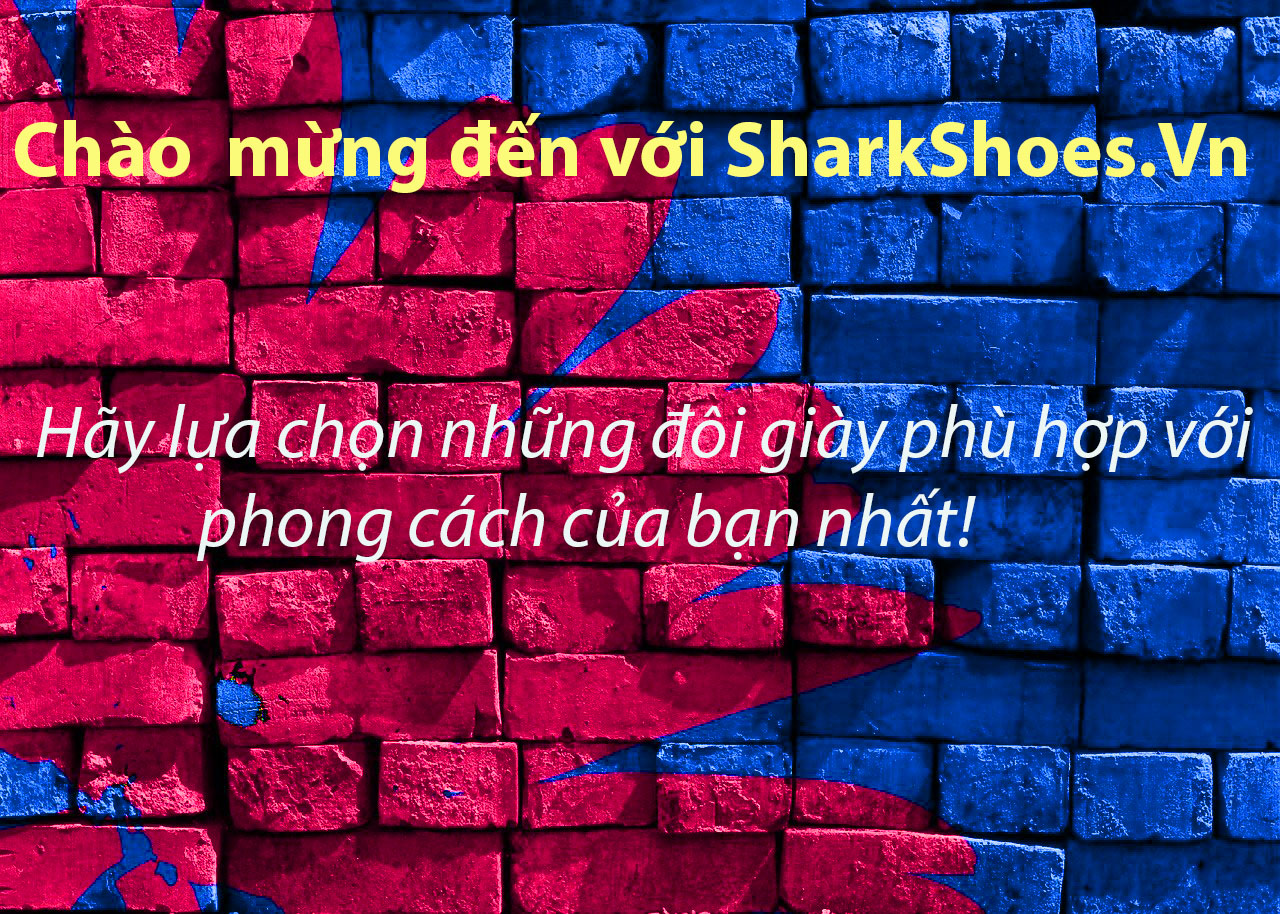 Chào mừng đến với SharkShoes.Vn
Hãy lựa chọn những đôi giày phù hợp với
phong cách của bạn nhất!